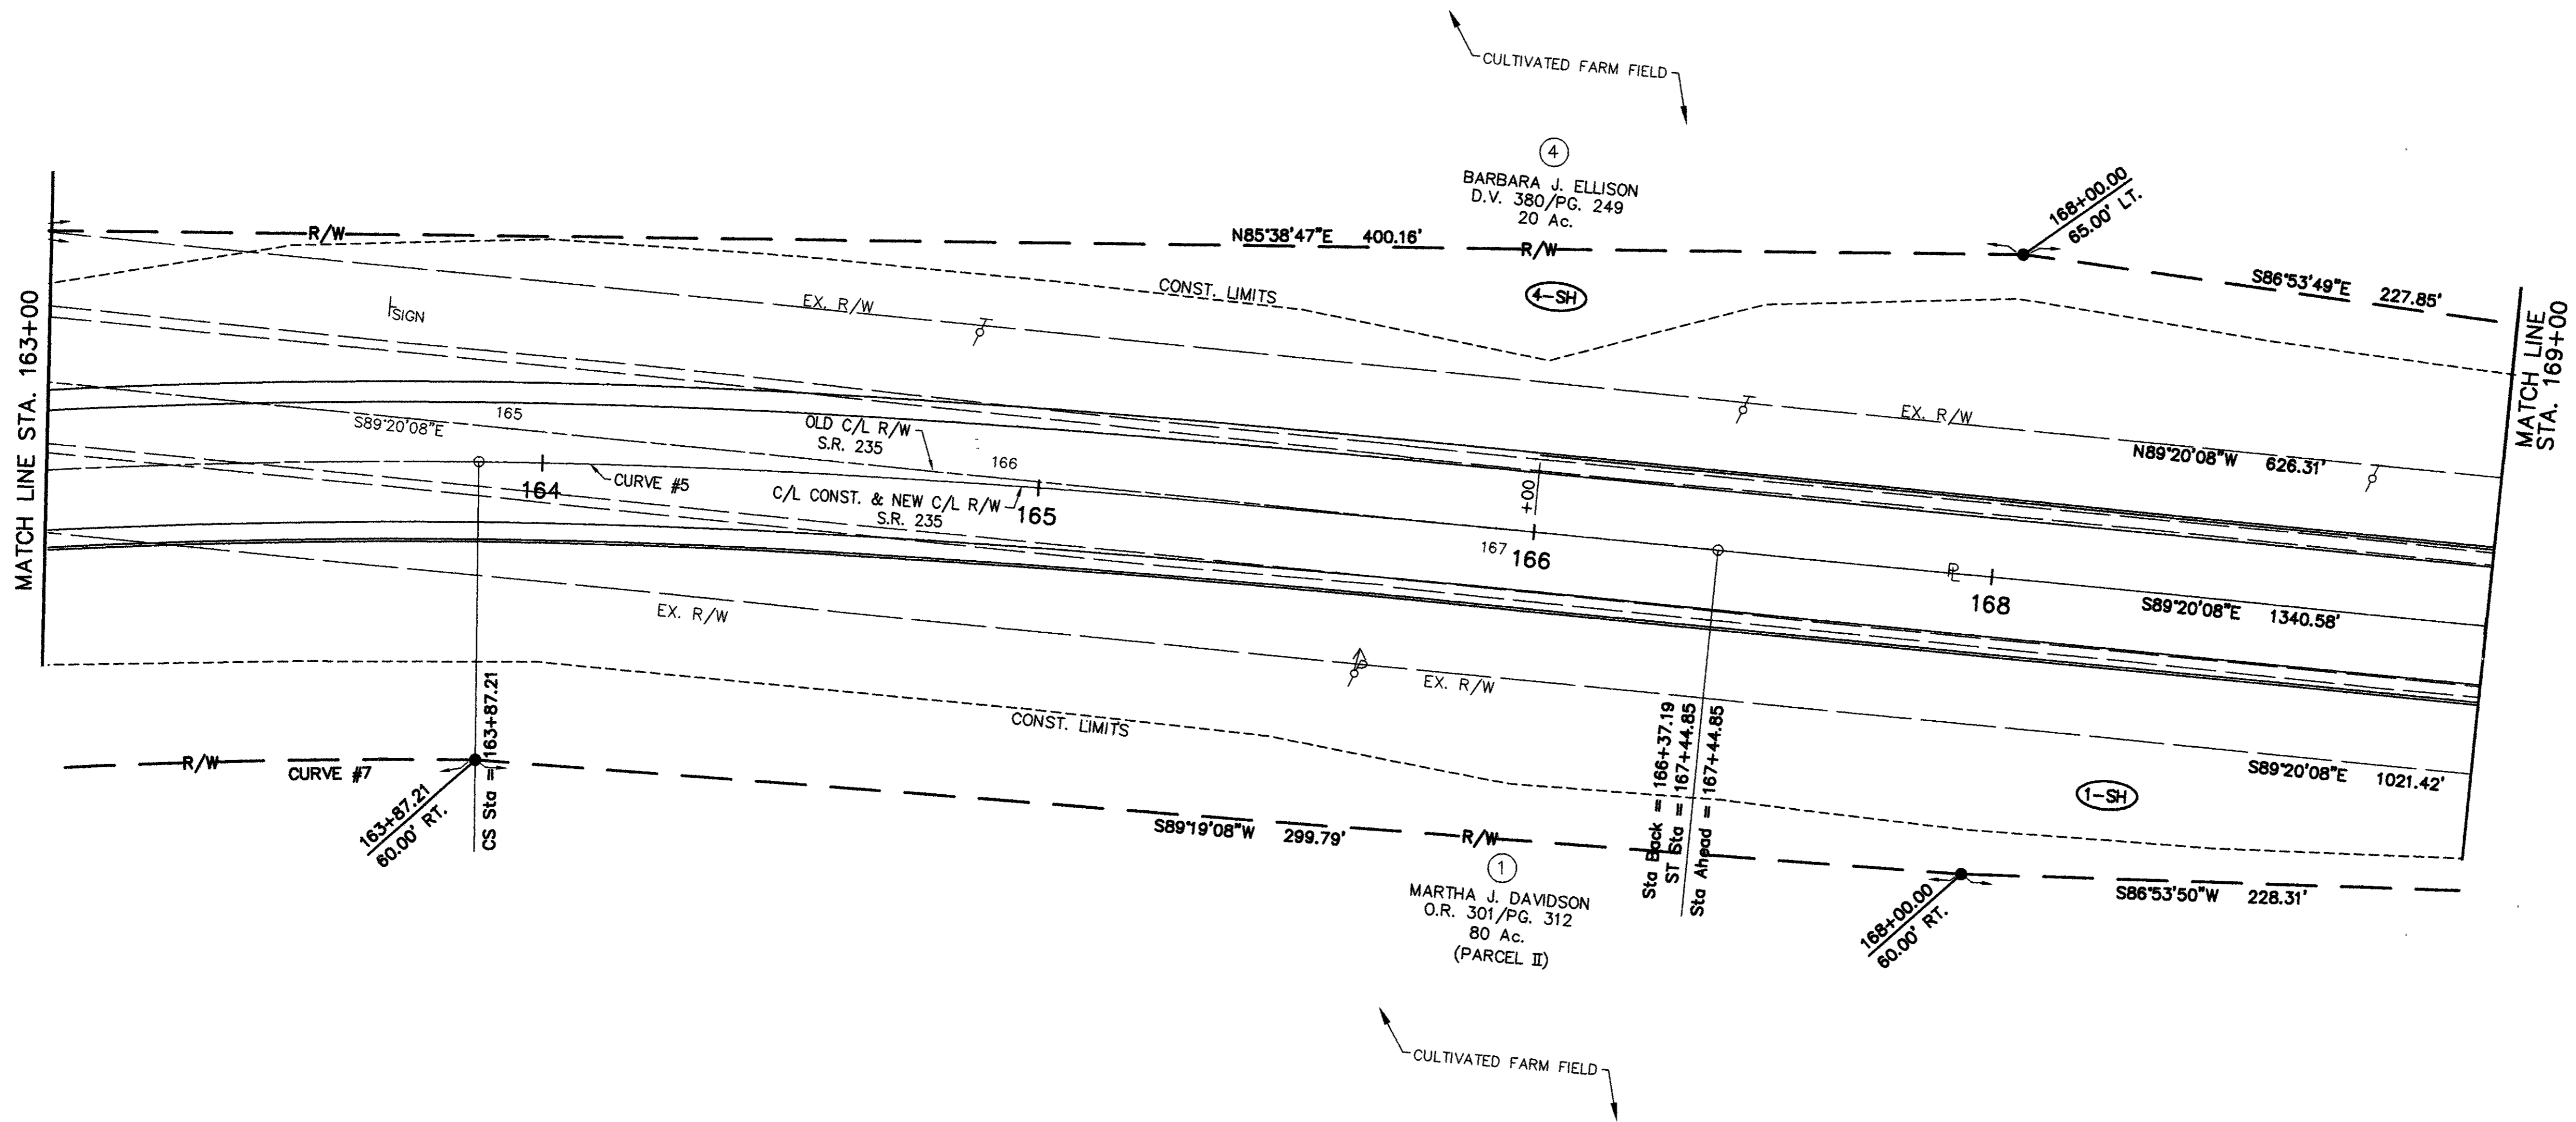 CULTIVATED FARM FIELD
4
BARBARA J. ELLISON
D.V. 380/PG. 249
20 Ac.
168+00.00
65.00' LT.
R/W
N85°38'47"E 400.16'
R/W
S86°53'49"E 227.85'
MATCH LINE STA. 163+00
MATCH LINE
STA. 169+00
SIGN
EX. R/W
CONST. LIMITS
4-SH
EX. R/W
N89°20'08"W 626.31'
165
S89°20'08"E
OLD C/L R/W
S.R. 235
166
CURVE #5
164
C/L CONST. & NEW C/L R/W
S.R. 235
165
+00
167
166
PL
168
S89°20'08"E 1340.58'
EX. R/W
EX. R/W
S89°20'08"E 1021.42'
1-SH
CONST. LIMITS
R/W
CURVE #7
163+87.21
60.00' RT.
CS Sta = 163+87.21
S89°19'08"W 299.79'
R/W
Sta Back = 166+37.19
ST Sta = 167+44.85
Sta Ahead = 167+44.85
1
MARTHA J. DAVIDSON
O.R. 301/PG. 312
80 Ac.
(PARCEL II)
168+00.00
60.00' RT.
S86°53'50"W 228.31'
CULTIVATED FARM FIELD